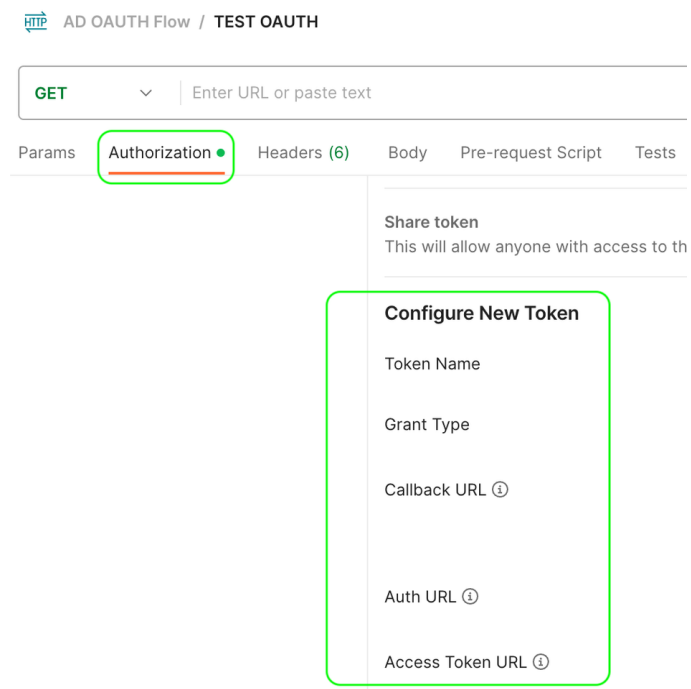 HTTP AD OAUTH Flow / TEST OAUTH
GET Enter URL or paste text
Params Authorization Headers (6) Body Pre-request Script Tests
Share token
This will allow anyone with access to th
Configure New Token
Token Name
Grant Type
Callback URL
Auth URL
Access Token URL